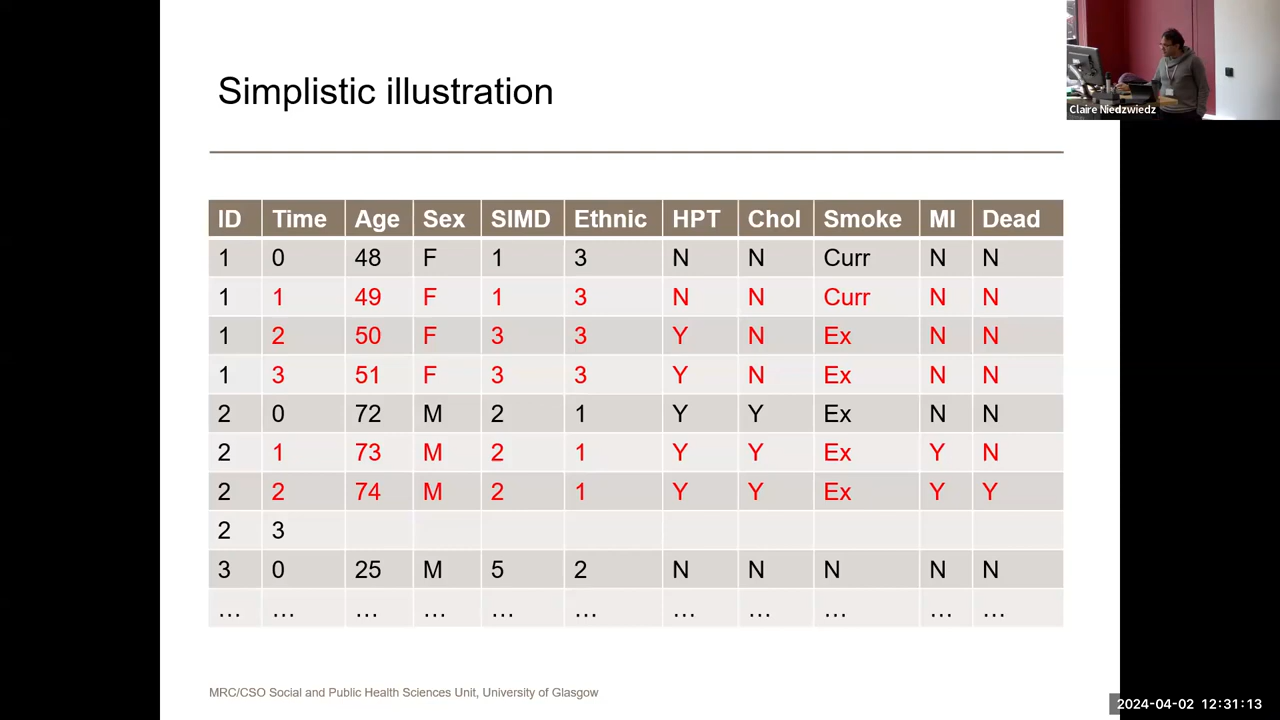 Simplistic illustration
Claire Niedzwiedz
ID Time Age Sex SIMD Ethnic HPT Chol Smoke MI Dead
1 0 48 F 1 3 N N Curr N N
1 1 49 F 1 3 N N Curr N N
1 2 50 F 3 3 Y N Ex N N
1 3 51 F 3 3 Y N Ex N N
2 0 72 M 2 1 Y Y Ex N N
2 1 73 M 2 1 Y Y Ex Y N
2 2 74 M 2 1 Y Y Ex Y Y
2 3
3 0 25 M 5 2 N N N N N
… … … … … … … … … … …
MRC/CSO Social and Public Health Sciences Unit, University of Glasgow
2024-04-02 12:31:13